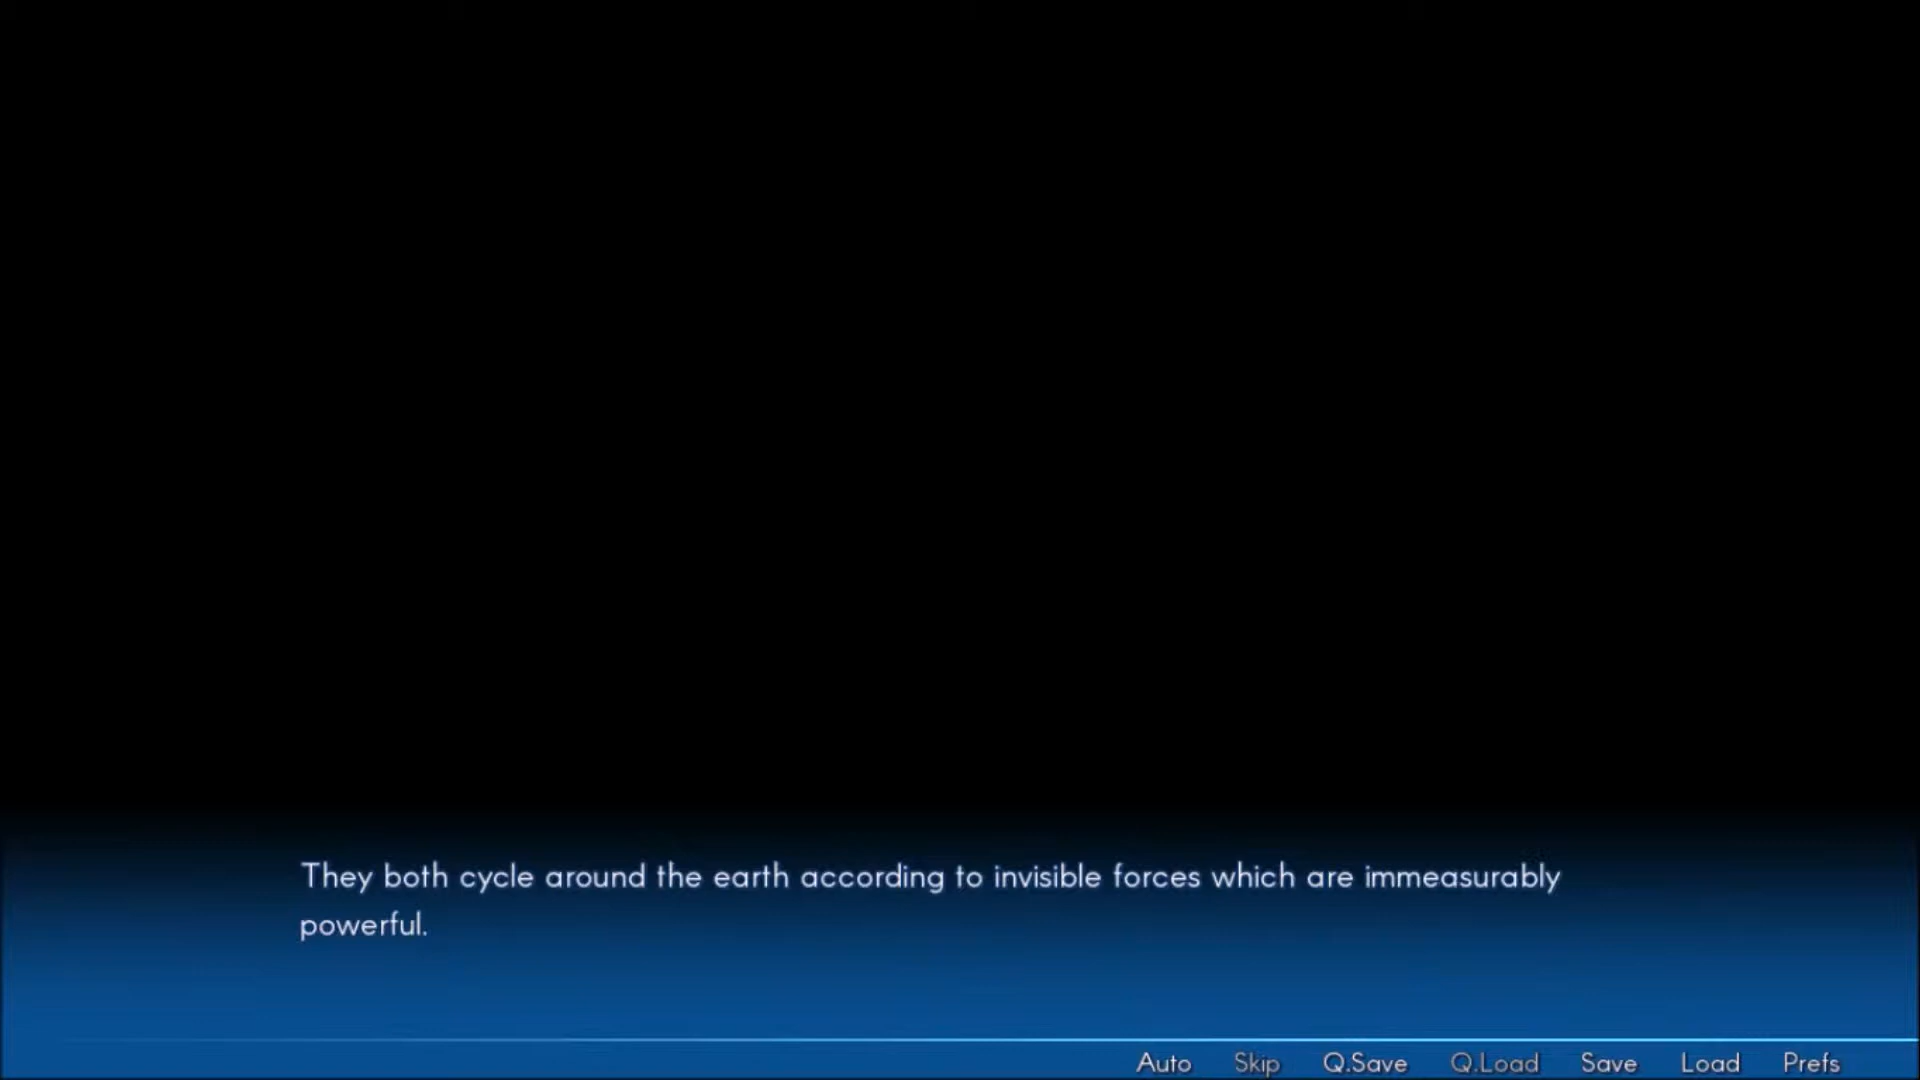 They both cycle around the earth according to invisible forces which are immeasurably
powerful.
Auto Skip Q.Save Q.Load Save Load Prefs